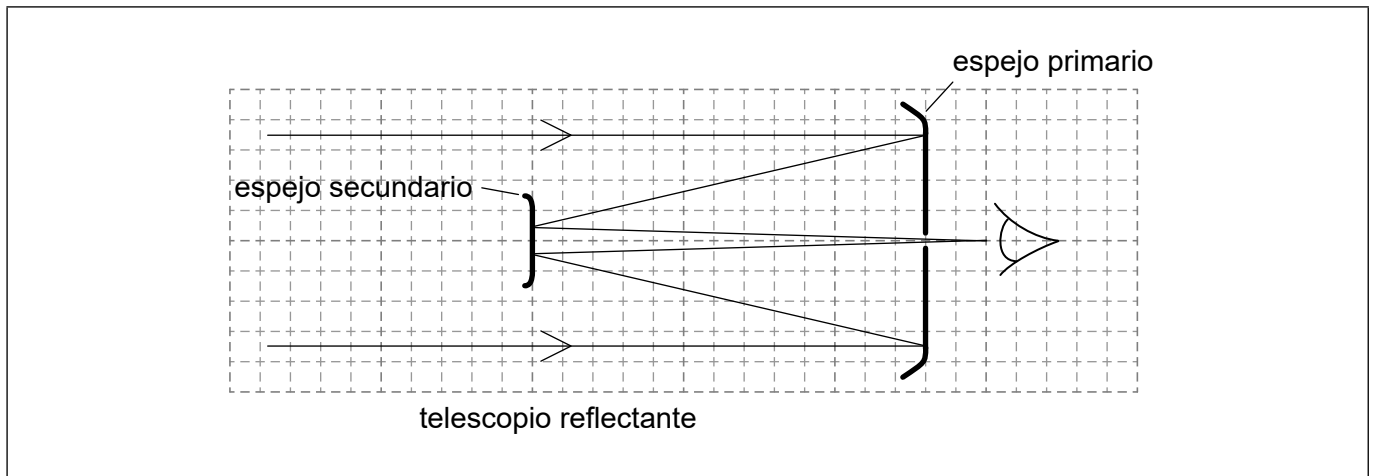 espejo primario
espejo secundario
telescopio reflectante